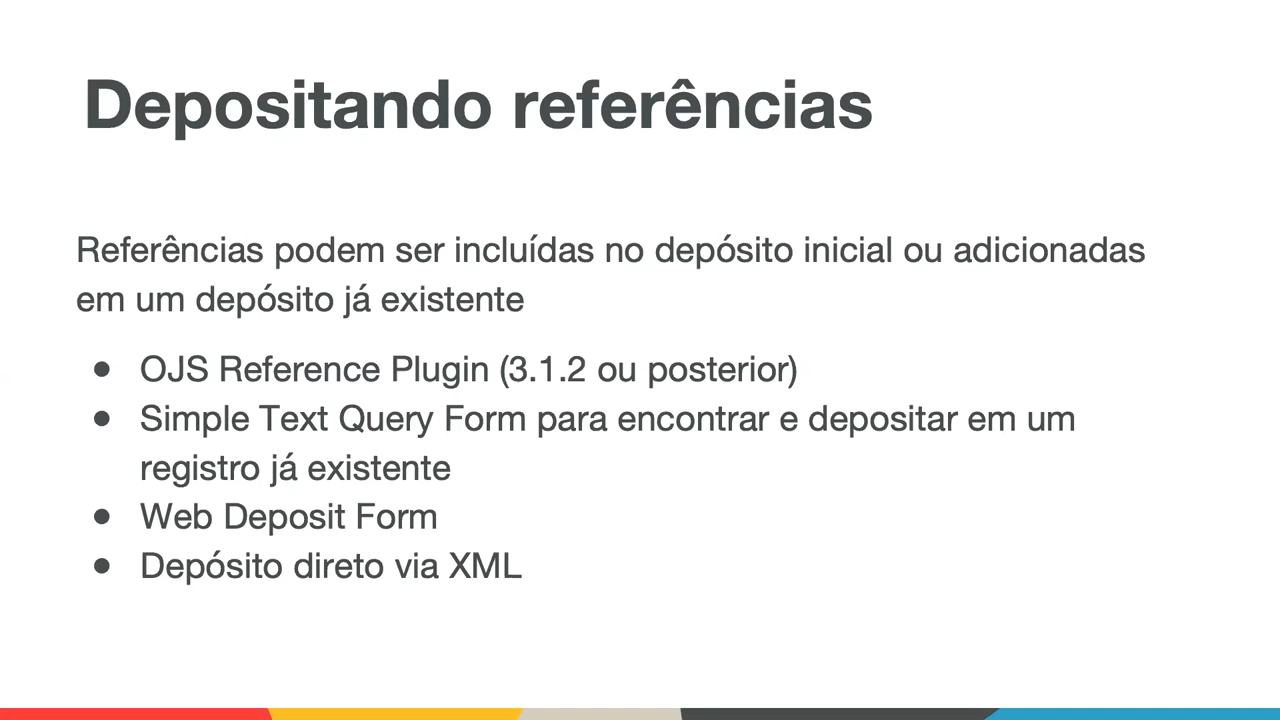 Depositando referências
Referências podem ser incluídas no depósito inicial ou adicionadas
em um depósito já existente
● OJS Reference Plugin (3.1.2 ou posterior)
● Simple Text Query Form para encontrar e depositar em um
registro já existente
● Web Deposit Form
● Depósito direto via XML